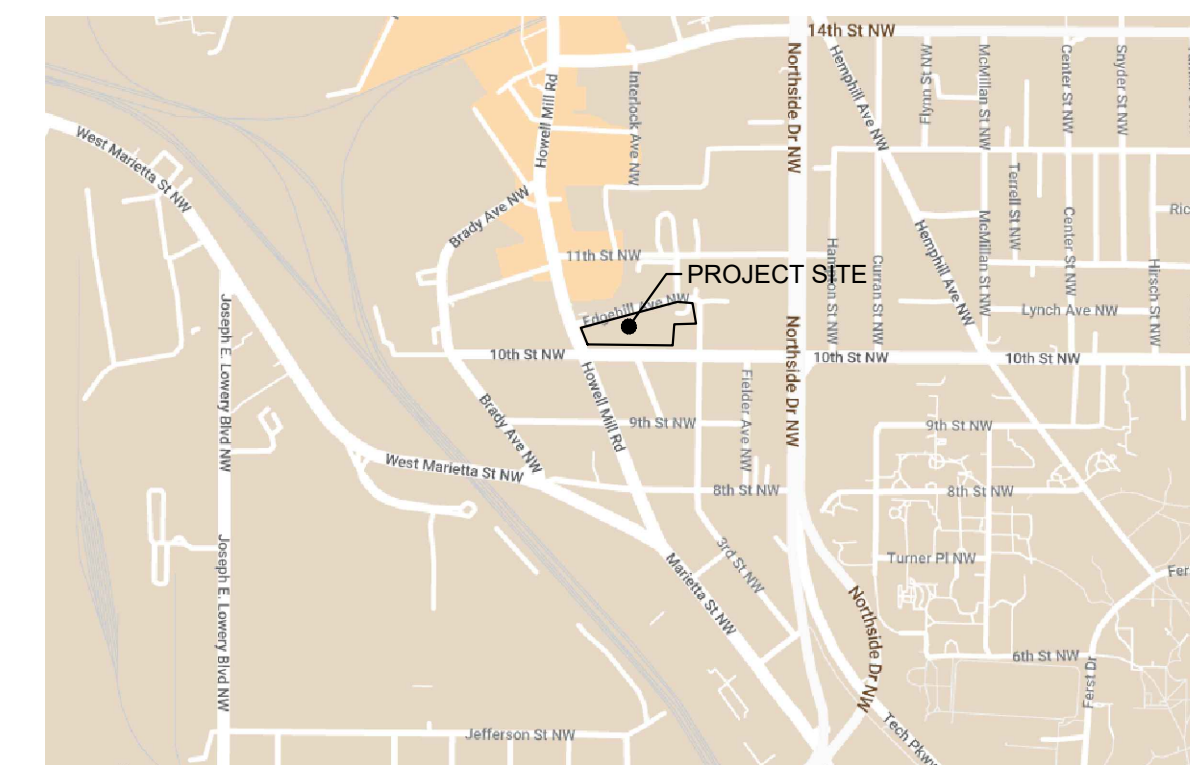 14th St NW
Northside Dr NW
Hemphill Ave NW
Flynn St NW
McMillan St NW
Center St NW
Snyder St NW
Interlock Ave NW
Howell Mill Rd
West Marietta St NW
Brady Ave NW
11th St NW
Terrell St NW
McMillan St NW
Center St NW
Ric
PROJECT SITE
Edgehill Ave NW
Curran St NW
Hemphill Ave NW
Hirsch St NW
Lynch Ave NW
Joseph E. Lowery Blvd NW
10th St NW
Northside Dr NW
10th St NW
10th St NW
Howell Mill Rd
Fielder Ave NW
Brady Ave NW
9th St NW
9th St NW
West Marietta St NW
8th St NW
8th St NW
Joseph E. Lowery Blvd NW
3rd St NW
Marietta St NW
Turner Pl NW
Fer
Northside Dr NW
6th St NW
Ferst Dr
Tech Pkwy
Jefferson St NW